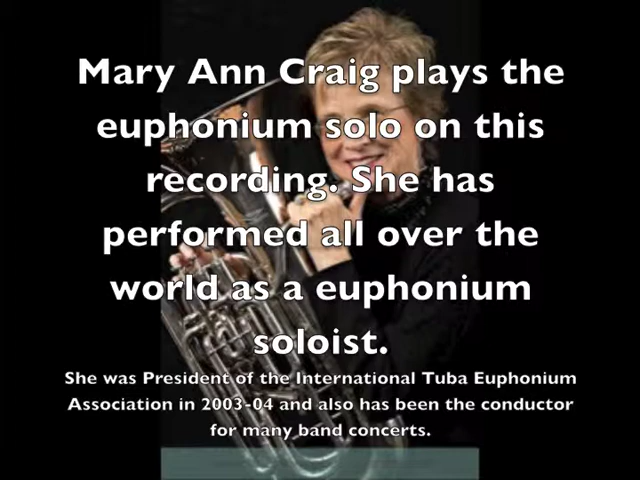 Mary Ann Craig plays the
euphonium solo on this
recording. She has
performed all over the
world as a euphonium
soloist.
She was President of the International Tuba Euphonium
Association in 2003-04 and also has been the conductor
for many band concerts.